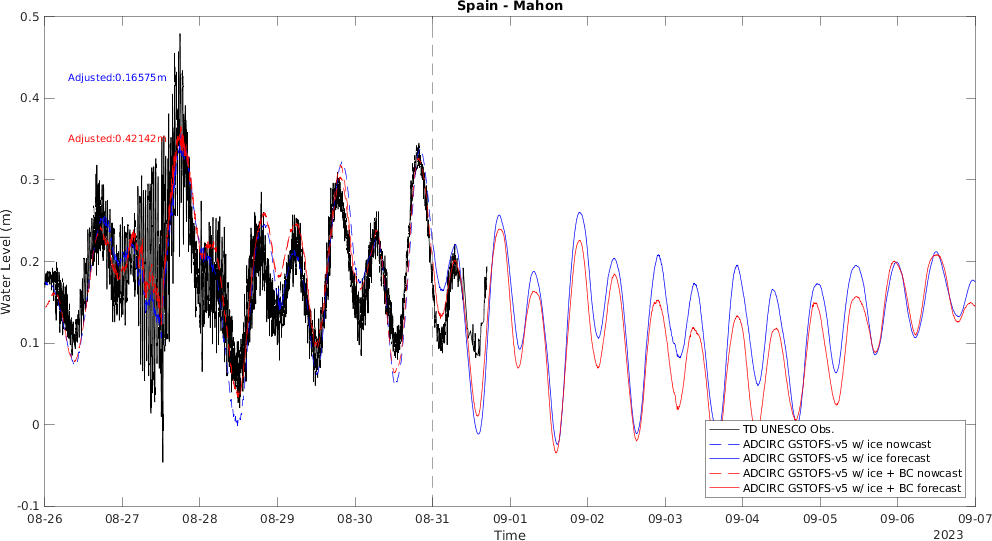 Spain - Mahon
0.5
0.4
0.3
0.2
0.1
0
-0.1
Water Level (m)
Adjusted:0.16575m
Adjusted:0.42142m
TD UNESCO Obs.
ADCIRC GSTOFS-v5 w/ ice nowcast
ADCIRC GSTOFS-v5 w/ ice forecast
ADCIRC GSTOFS-v5 w/ ice + BC nowcast
ADCIRC GSTOFS-v5 w/ ice + BC forecast
08-26 08-27 08-28 08-29 08-30 08-31 09-01 09-02 09-03 09-04 09-05 09-06 09-07
Time
2023